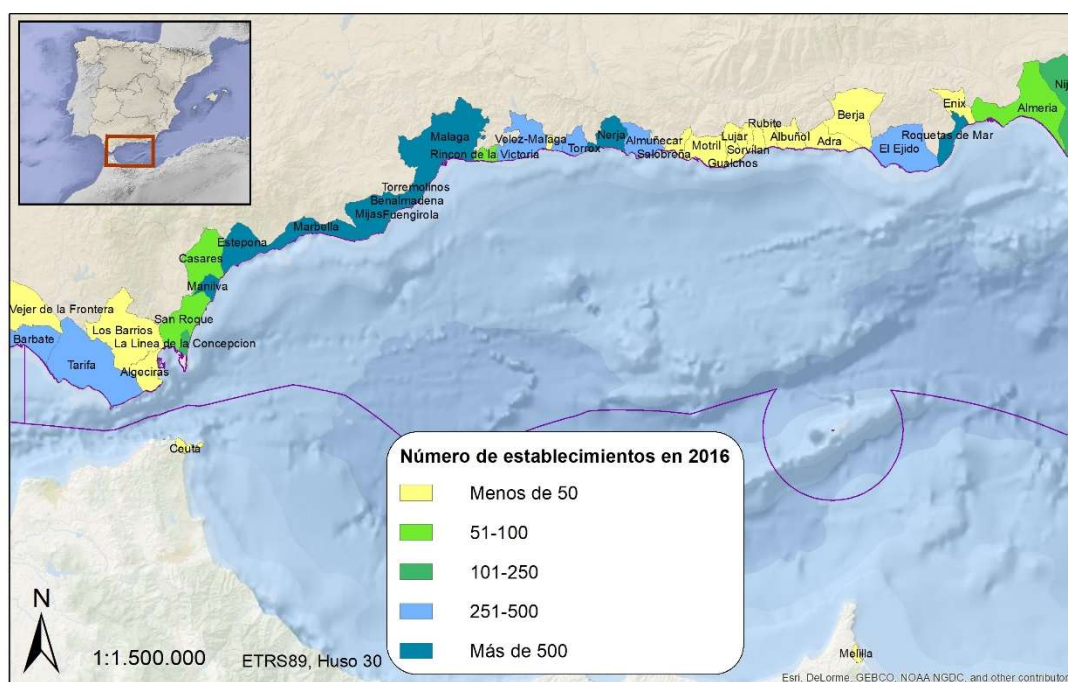 Nij
Enix
Almeria
Berja
Rubite
Malaga
Velez-Malaga
Nerja
Almuñecar
Lujar
Albuñol
Roquetas de Mar
Motril
Adra
El Ejido
Rincon de la Victoria
Torrox
Salobreña
Sorvilan
Gualchos
Torremolinos
Benalmadena
Mijas
Fuengirola
Marbella
Estepona
Casares
Manilva
Vejer de la Frontera
San Roque
Los Barrios
Barbate
La Linea de la Concepcion
Tarifa
Algeciras
Ceuta
Número de establecimientos en 2016
Menos de 50
51-100
101-250
251-500
Más de 500
N
1:1.500.000
ETRS89, Huso 30
Melilla
Esri, DeLorme, GEBCO, NOAA NGDC, and other contributor